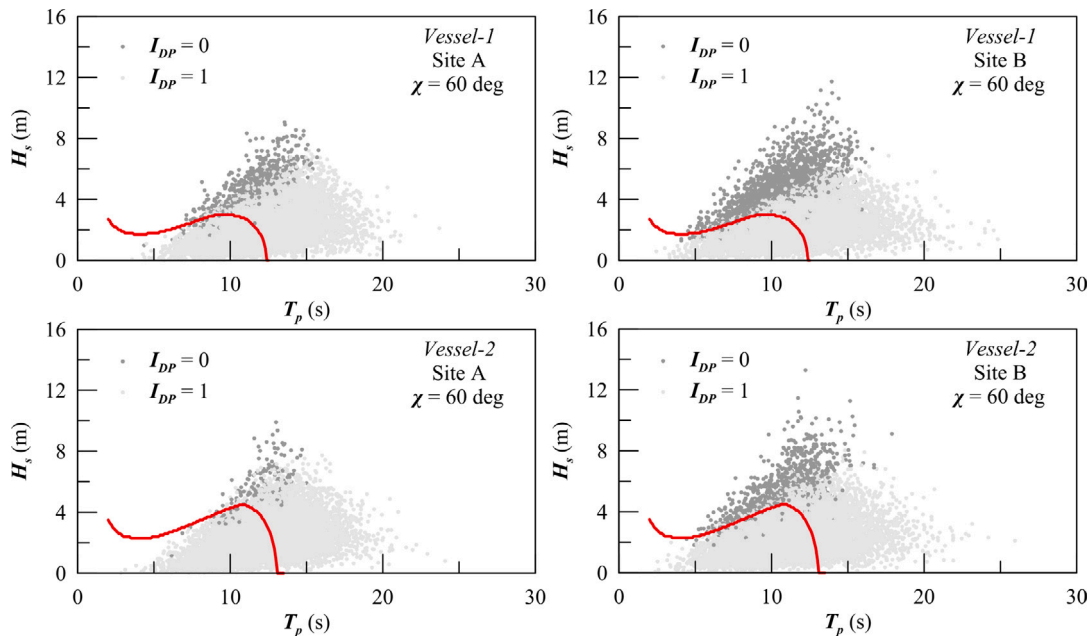 16
12
8
4
0
H_s (m)
I_DP = 0
I_DP = 1
Vessel-1
Site A
χ = 60 deg
0 10 20 30
T_p (s)
16
12
8
4
0
H_s (m)
I_DP = 0
I_DP = 1
Vessel-1
Site B
χ = 60 deg
0 10 20 30
T_p (s)
16
12
8
4
0
H_s (m)
I_DP = 0
I_DP = 1
Vessel-2
Site A
χ = 60 deg
0 10 20 30
T_p (s)
16
12
8
4
0
H_s (m)
I_DP = 0
I_DP = 1
Vessel-2
Site B
χ = 60 deg
0 10 20 30
T_p (s)